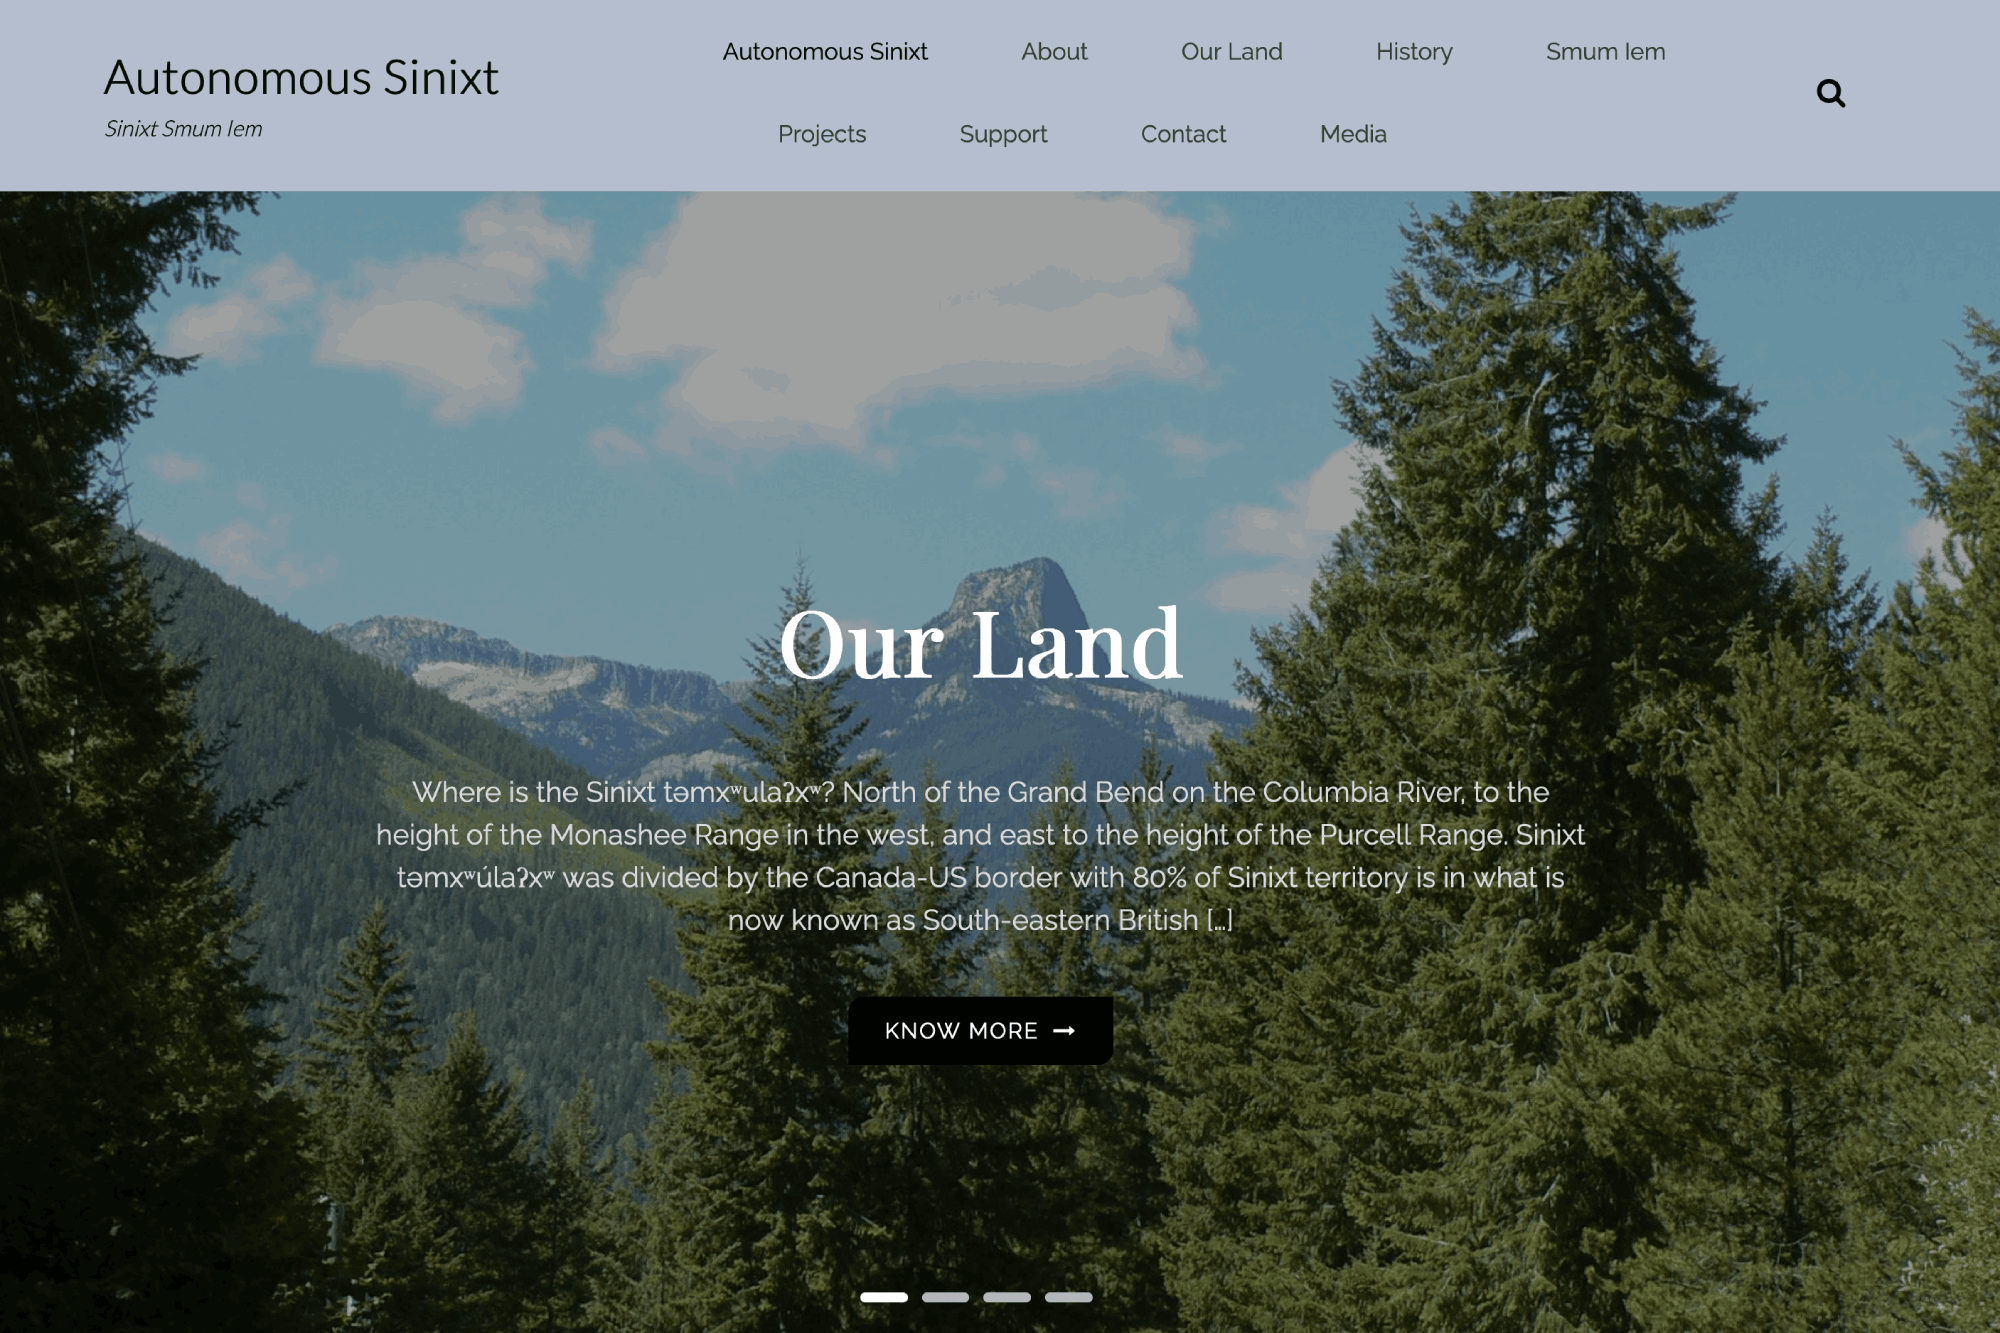 Autonomous Sinixt
Sinixt Smum Iem
Autonomous Sinixt About Our Land History Smum Iem
Projects Support Contact Media
Our Land
Where is the Sinixt təmxʷulaʔxʷ? North of the Grand Bend on the Columbia River, to the
height of the Monashee Range in the west, and east to the height of the Purcell Range. Sinixt
təmxʷúlaʔxʷ was divided by the Canada-US border with 80% of Sinixt territory is in what is
now known as South-eastern British [...]
KNOW MORE →